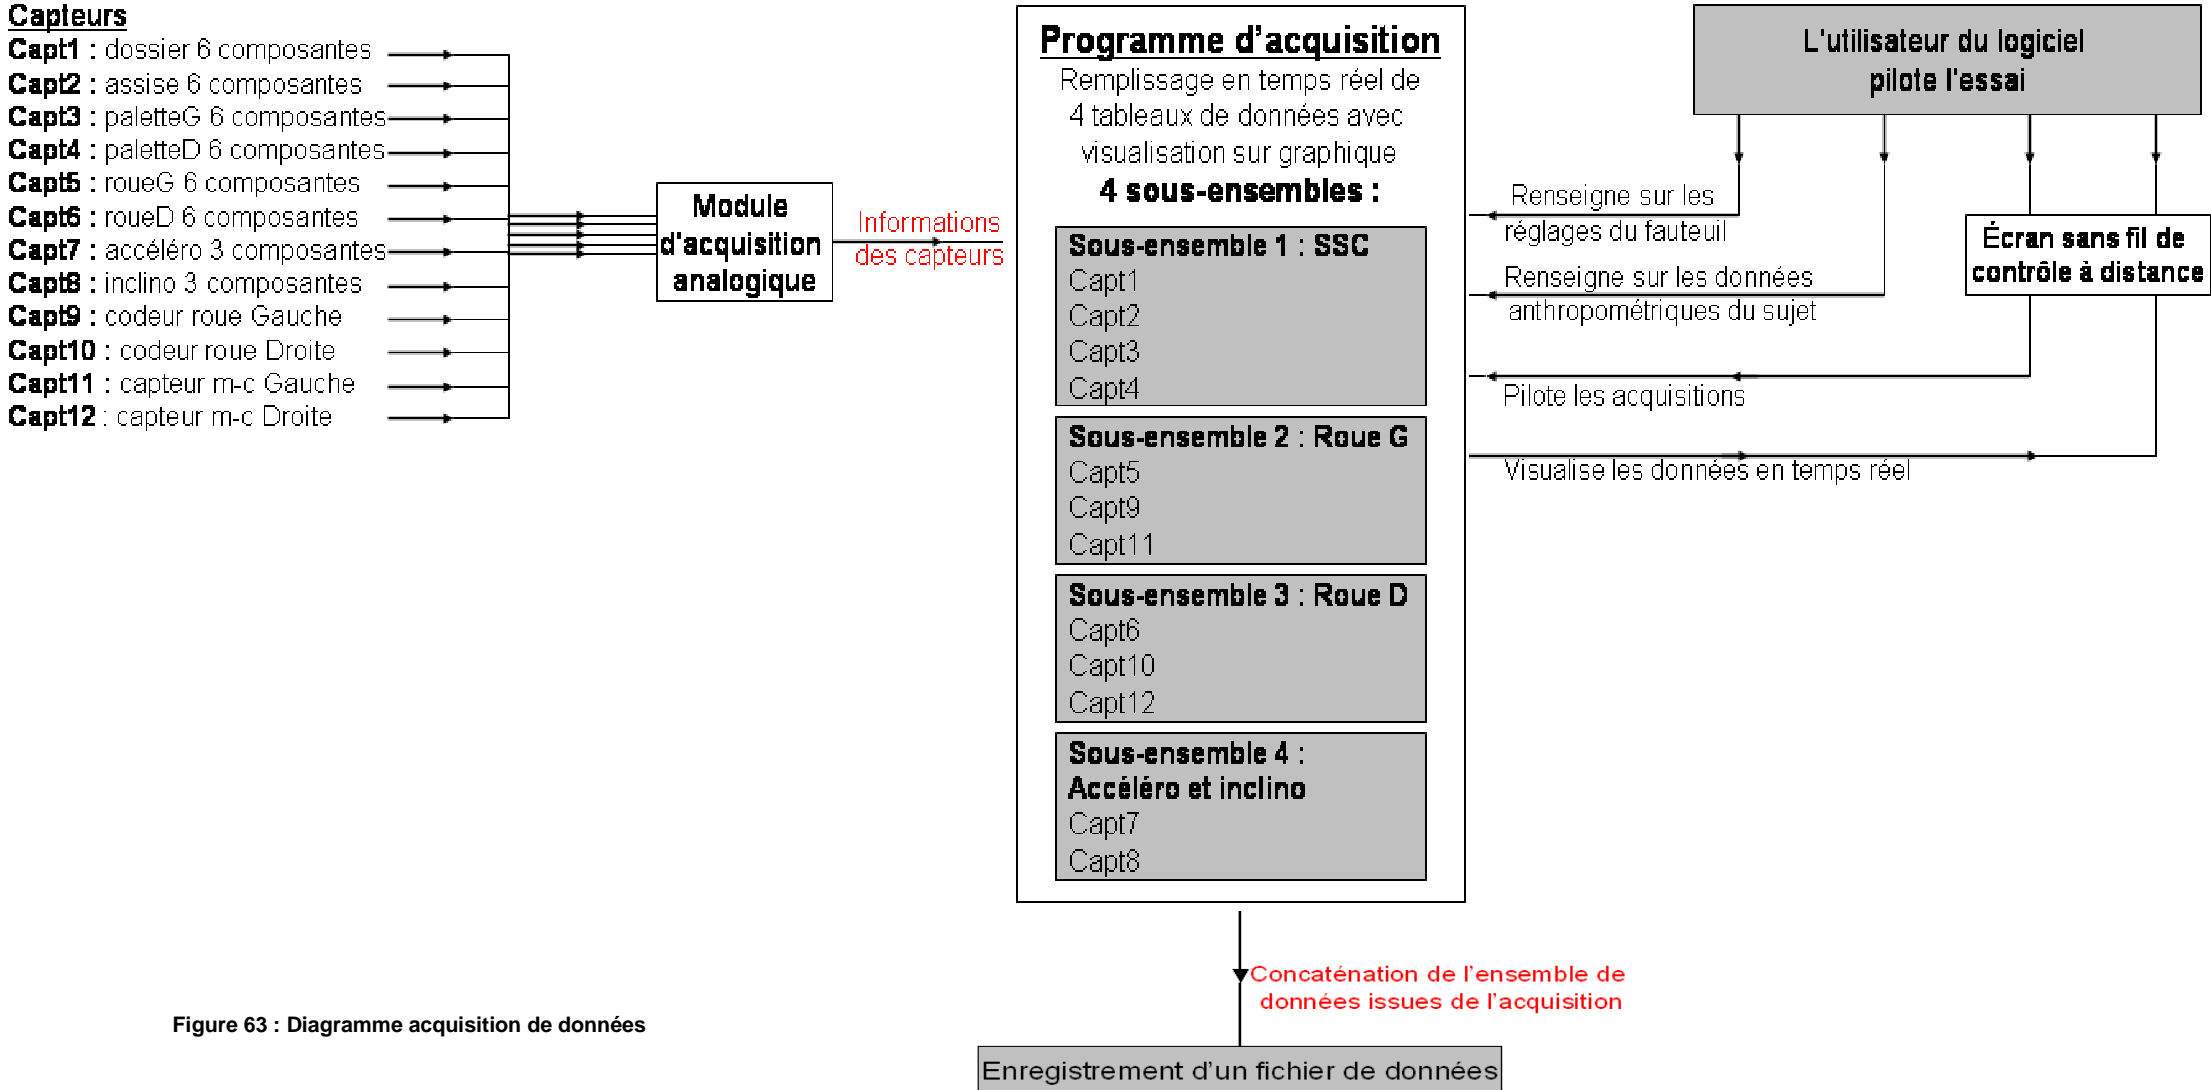 Capteurs
Capt1 : dossier 6 composantes
Capt2 : assise 6 composantes
Capt3 : paletteG 6 composantes
Capt4 : paletteD 6 composantes
Capt5 : roueG 6 composantes
Capt6 : roueD 6 composantes
Capt7 : accéléro 3 composantes
Capt8 : inclino 3 composantes
Capt9 : codeur roue Gauche
Capt10 : codeur roue Droite
Capt11 : capteur m-c Gauche
Capt12 : capteur m-c Droite
Module
d'acquisition
analogique
Informations
des capteurs
Programme d'acquisition
Remplissage en temps réel de
4 tableaux de données avec
visualisation sur graphique
4 sous-ensembles :
Sous-ensemble 1 : SSC
Capt1
Capt2
Capt3
Capt4
Sous-ensemble 2 : Roue G
Capt5
Capt9
Capt11
Sous-ensemble 3 : Roue D
Capt6
Capt10
Capt12
Sous-ensemble 4 :
Accéléro et inclino
Capt7
Capt8
L'utilisateur du logiciel
pilote l'essai
Renseigne sur les
réglages du fauteuil
Renseigne sur les données
anthropométriques du sujet
Pilote les acquisitions
Visualise les données en temps réel
Écran sans fil de
contrôle à distance
Concaténation de l'ensemble de
données issues de l'acquisition
Enregistrement d'un fichier de données
Figure 63 : Diagramme acquisition de données